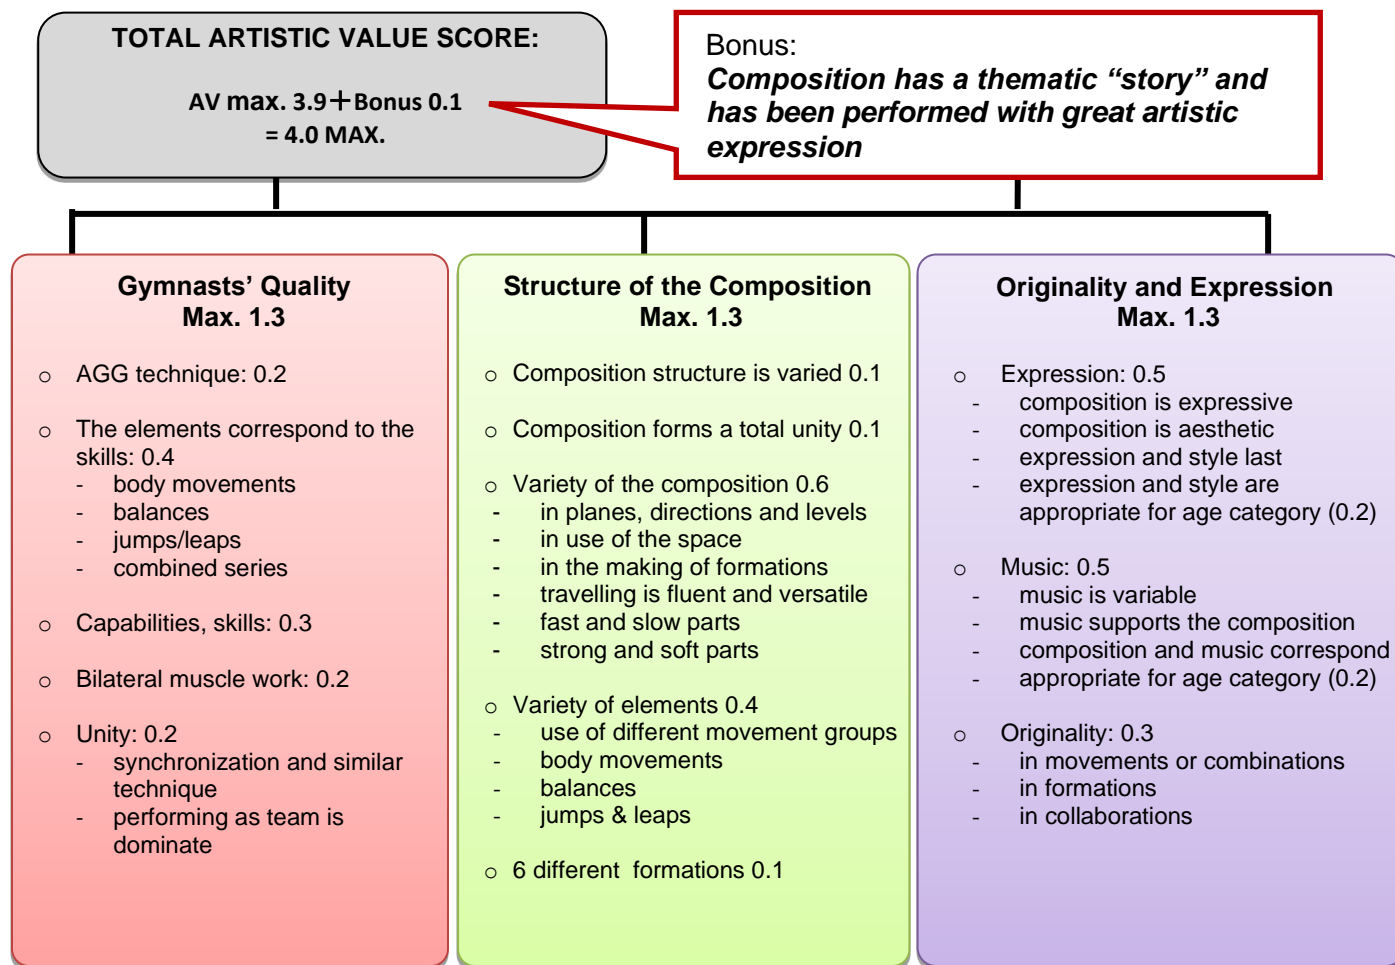 TOTAL ARTISTIC VALUE SCORE:
AV max. 3.9+Bonus 0.1
= 4.0 MAX.
Bonus:
Composition has a thematic “story” and
has been performed with great artistic
expression
Gymnasts’ Quality
Max. 1.3
o AGG technique: 0.2
o The elements correspond to the
skills: 0.4
- body movements
- balances
- jumps/leaps
- combined series
o Capabilities, skills: 0.3
o Bilateral muscle work: 0.2
o Unity: 0.2
- synchronization and similar
technique
- performing as team is
dominate
Structure of the Composition
Max. 1.3
o Composition structure is varied 0.1
o Composition forms a total unity 0.1
o Variety of the composition 0.6
- in planes, directions and levels
- in use of the space
- in the making of formations
- travelling is fluent and versatile
- fast and slow parts
- strong and soft parts
o Variety of elements 0.4
- use of different movement groups
- body movements
- balances
- jumps & leaps
o 6 different formations 0.1
Originality and Expression
Max. 1.3
o Expression: 0.5
- composition is expressive
- composition is aesthetic
- expression and style last
- expression and style are
appropriate for age category (0.2)
o Music: 0.5
- music is variable
- music supports the composition
- composition and music correspond
- appropriate for age category (0.2)
o Originality: 0.3
- in movements or combinations
- in formations
- in collaborations